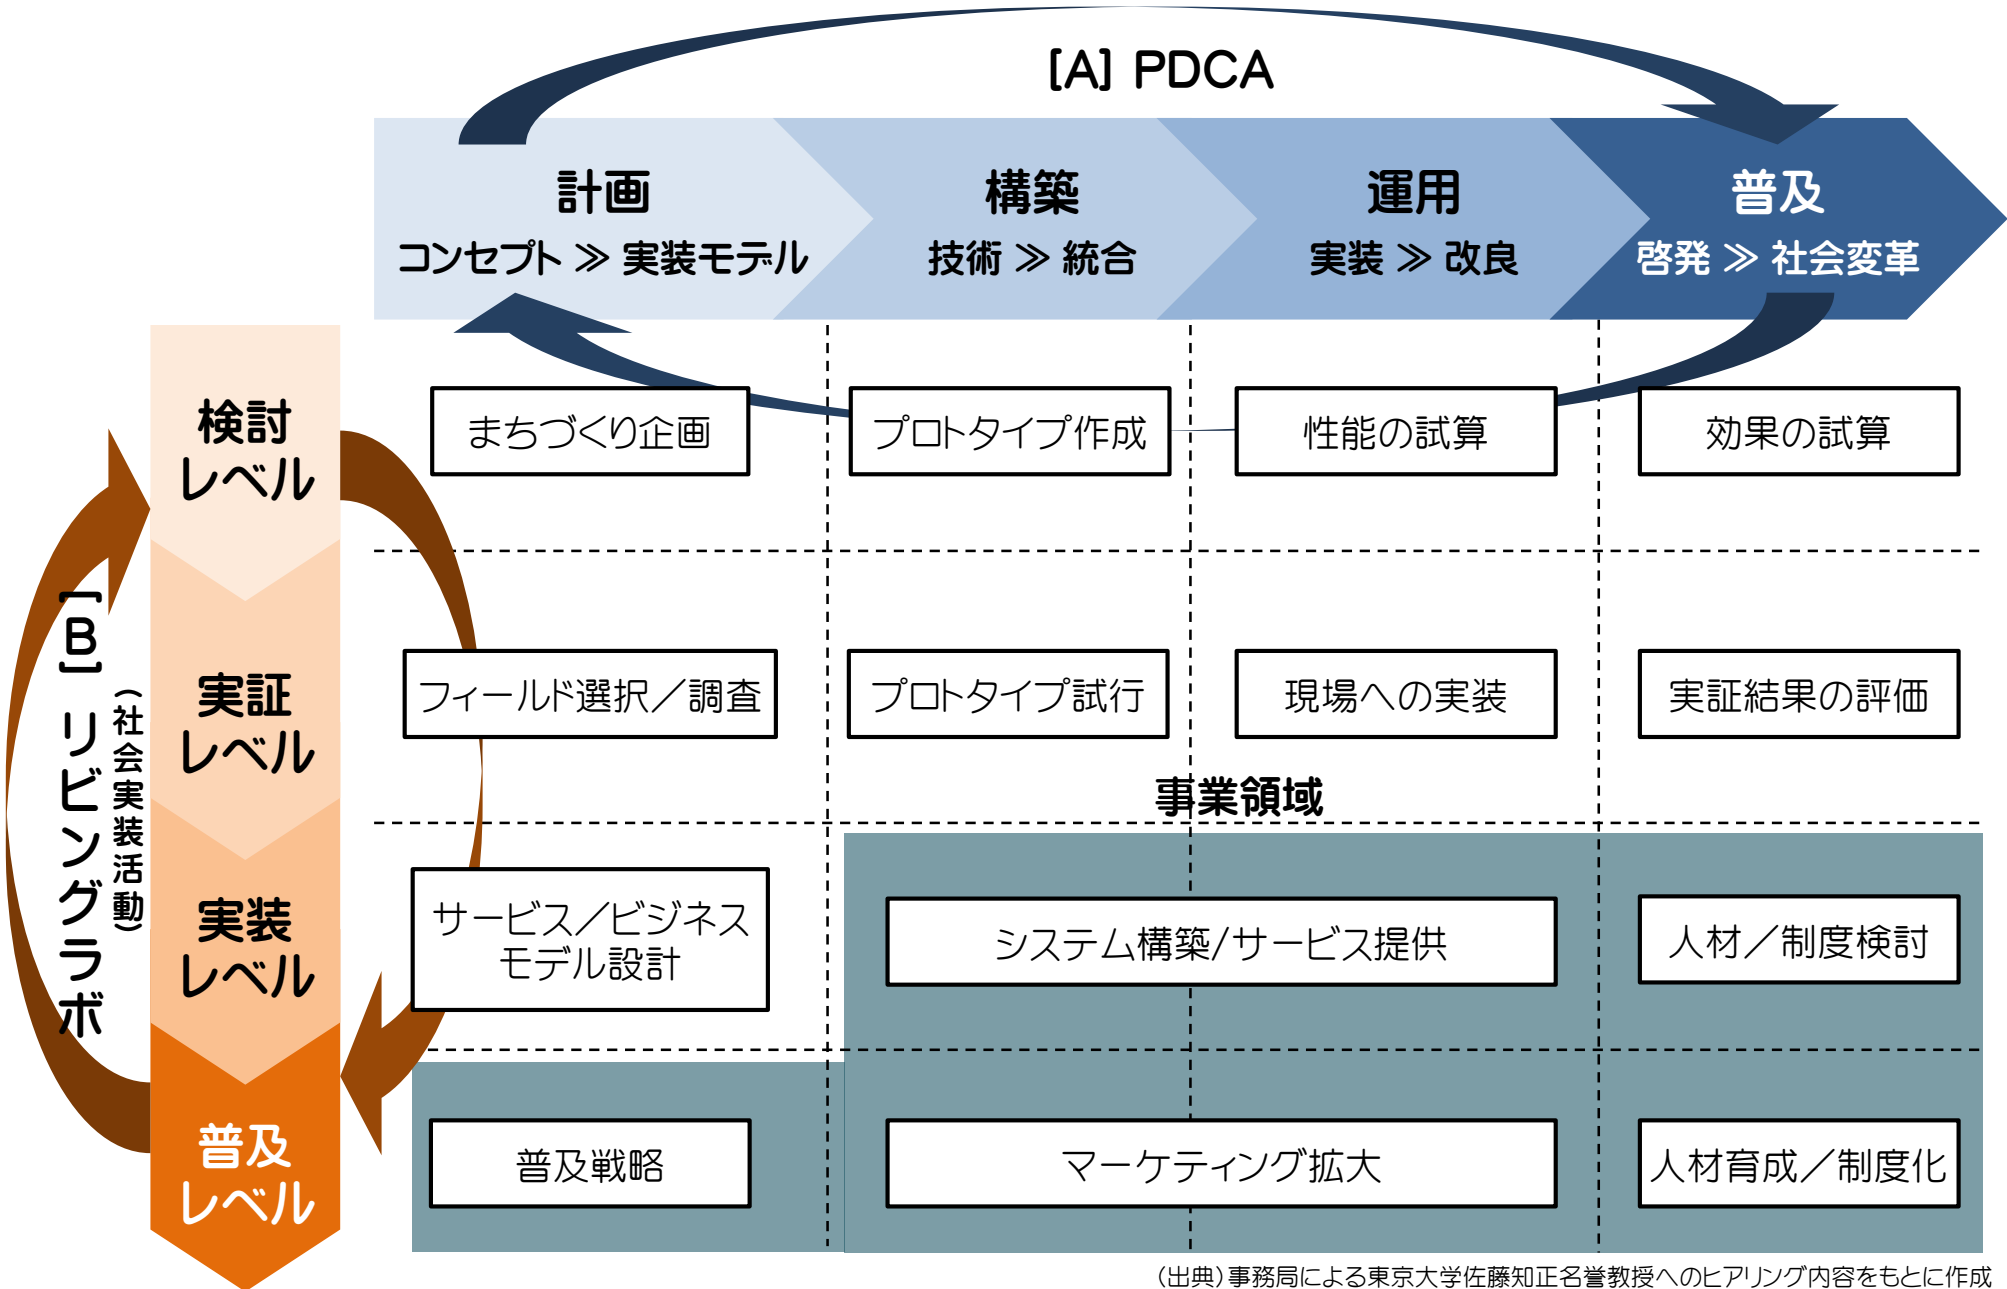 [A] PDCA
計画
コンセプト ≫ 実装モデル
構築
技術 ≫ 統合
運用
実装 ≫ 改良
普及
啓発 ≫ 社会変革
[B] リビングラボ
（社会実装活動）
検討
レベル
まちづくり企画
プロトタイプ作成
性能の試算
効果の試算
実証
レベル
フィールド選択／調査
プロトタイプ試行
現場への実装
実証結果の評価
事業領域
実装
レベル
サービス／ビジネス
モデル設計
システム構築/サービス提供
人材／制度検討
普及
レベル
普及戦略
マーケティング拡大
人材育成／制度化
（出典）事務局による東京大学佐藤知正名誉教授へのヒアリング内容をもとに作成